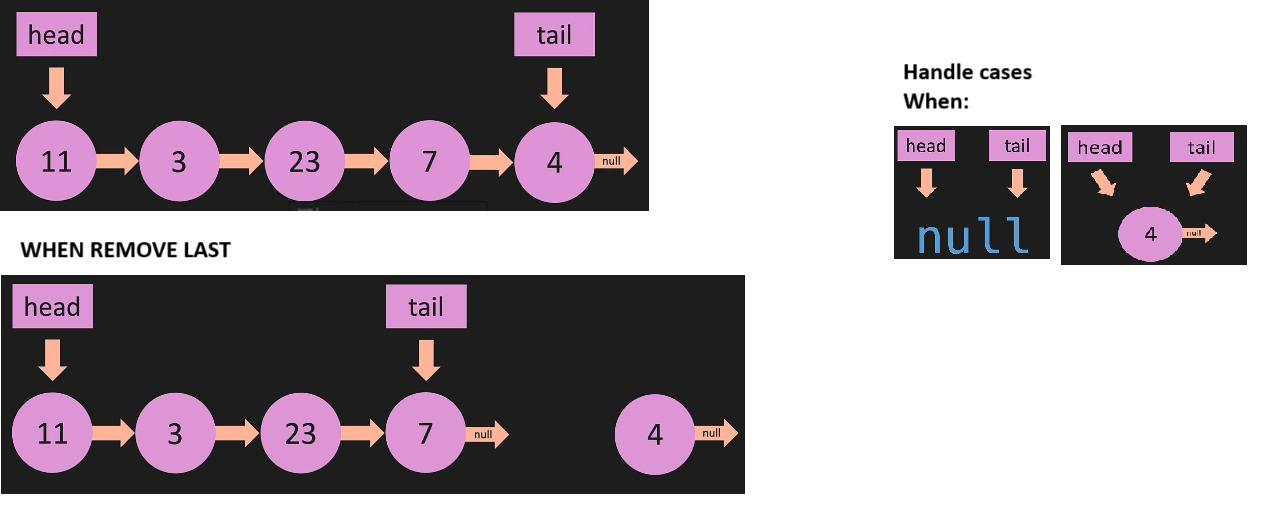 head tail
11 3 23 7 4 null
WHEN REMOVE LAST
head tail
11 3 23 7 null 4 null
Handle cases
When:
head tail
null
head tail
4 null